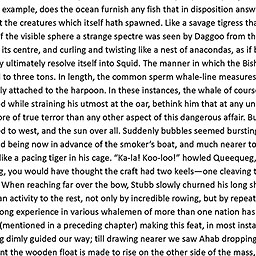 example, does the ocean furnish any fish that in disposition answ
t the creatures which itself hath spawned. Like a savage tigress tha
f the visible sphere a strange spectre was seen by Daggoo from th
its centre, and curling and twisting like a nest of anacondas, as if b
y ultimately resolve itself into Squid. The manner in which the Bish
to three tons. In length, the common sperm whale-line measures
ly attached to the harpoon. In these instances, the whale of cours
d while straining his utmost at the oar, bethink him that at any un
ore of true terror than any other aspect of this dangerous affair. Bu
d to west, and the sun over all. Suddenly bubbles seemed bursting
d being now in advance of the smoker's boat, and much nearer to
like a pacing tiger in his cage. “Ka-la! Koo-loo!” howled Queequeg,
g, you would have thought the craft had two keels—one cleaving t
When reaching far over the bow, Stubb slowly churned his long sh
an activity to the rest, not only by incredible rowing, but by repeat
ong experience in various whalemen of more than one nation has
(mentioned in a preceding chapter) making this feat, in most insta
g dimly guided our way; till drawing nearer we saw Ahab dropping
nt the wooden float is made to rise on the other side of the mass,